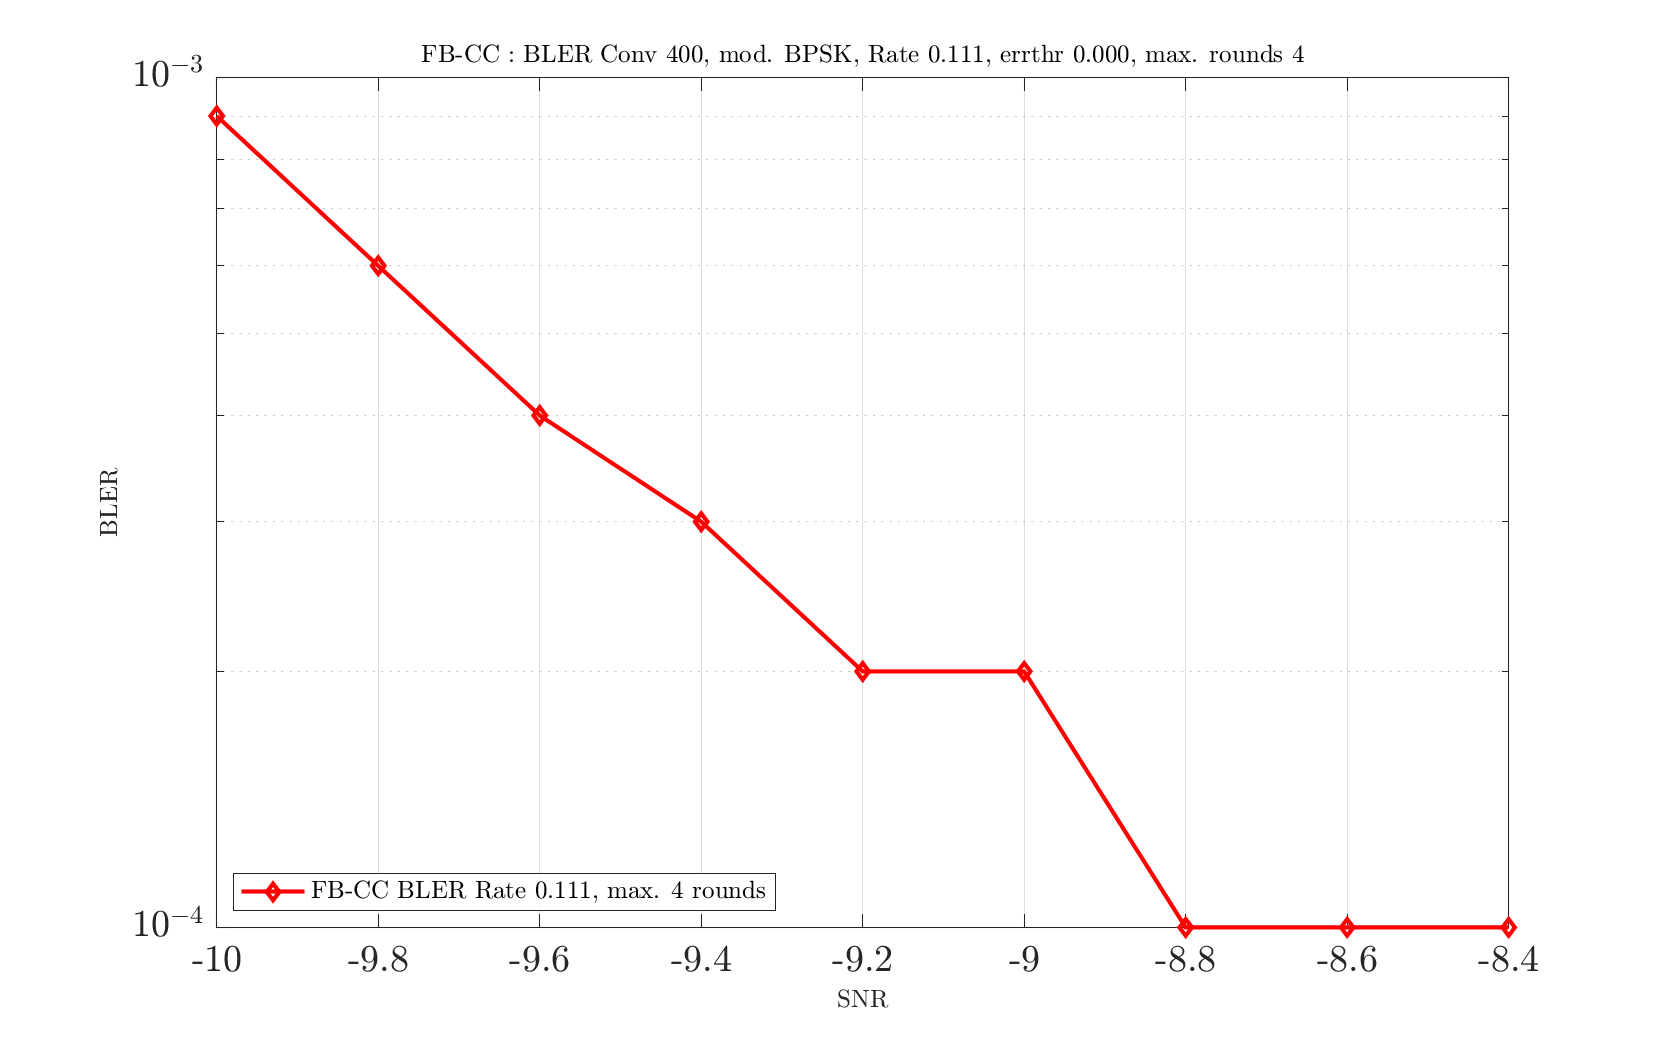 FB-CC : BLER Conv 400, mod. BPSK, Rate 0.111, errthr 0.000, max. rounds 4
10⁻³
BLER
FB-CC BLER Rate 0.111, max. 4 rounds
10⁻⁴
-10 -9.8 -9.6 -9.4 -9.2 -9 -8.8 -8.6 -8.4
SNR